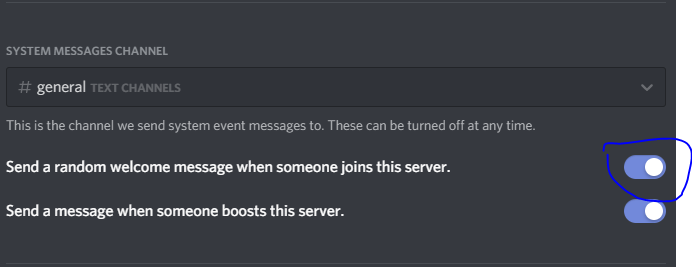 SYSTEM MESSAGES CHANNEL
# general TEXT CHANNELS
This is the channel we send system event messages to. These can be turned off at any time.
Send a random welcome message when someone joins this server.
Send a message when someone boosts this server.